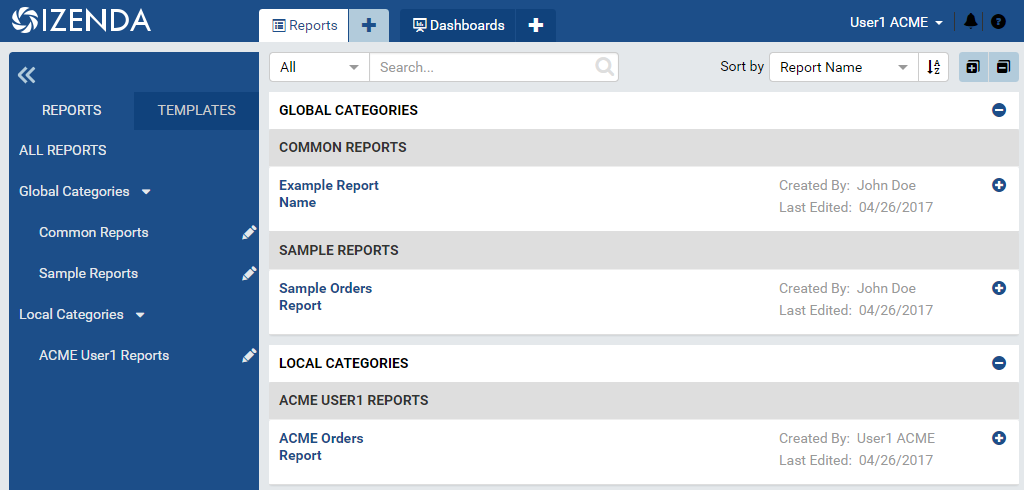 IZENDA
Reports
Dashboards
User1 ACME
All
Search...
Sort by
Report Name
REPORTS
TEMPLATES
ALL REPORTS
Global Categories
Common Reports
Sample Reports
Local Categories
ACME User1 Reports
GLOBAL CATEGORIES
COMMON REPORTS
Example Report
Name
Created By: John Doe
Last Edited: 04/26/2017
SAMPLE REPORTS
Sample Orders
Report
Created By: John Doe
Last Edited: 04/26/2017
LOCAL CATEGORIES
ACME USER1 REPORTS
ACME Orders
Report
Created By: User1 ACME
Last Edited: 04/26/2017